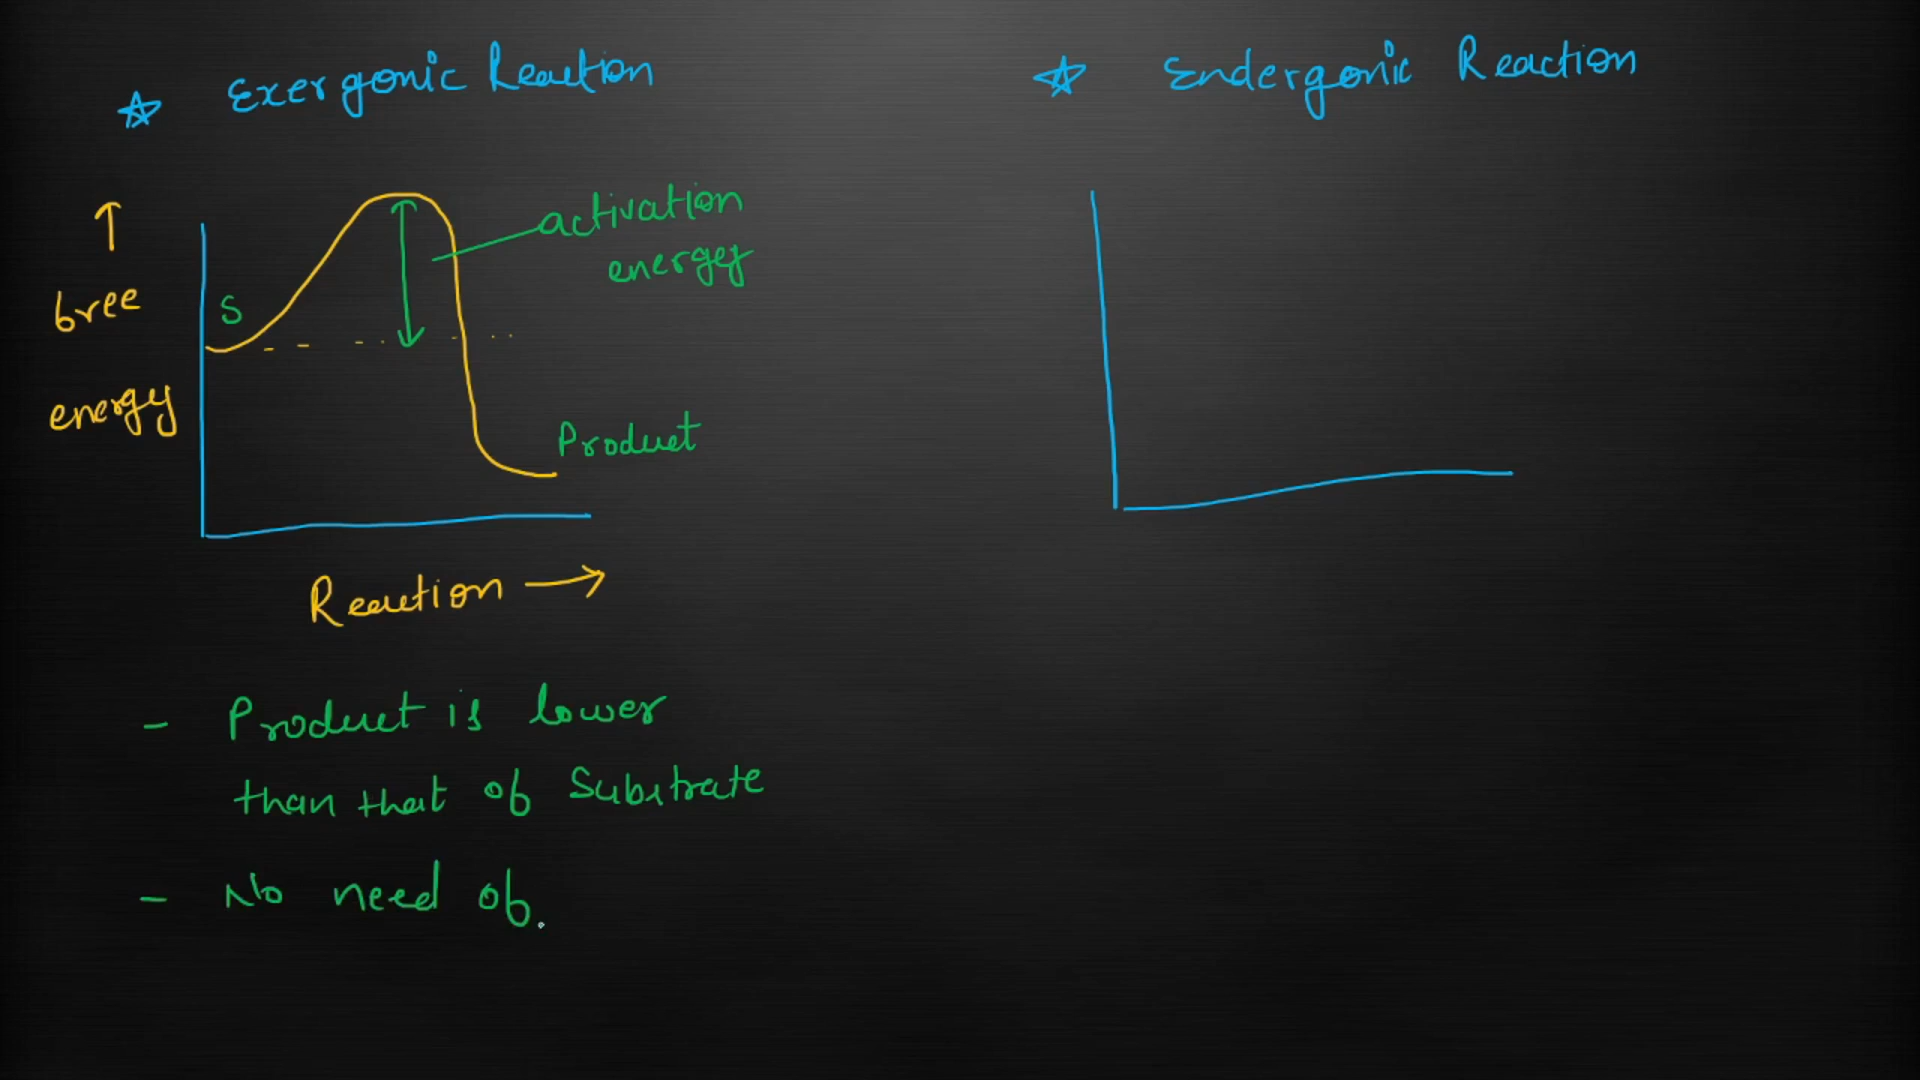 Exergonic Reaction
Endergonic Reaction
activation
energy
free
S
energy
Product
Reaction
- Product is lower
than that of Substrate
- No need of